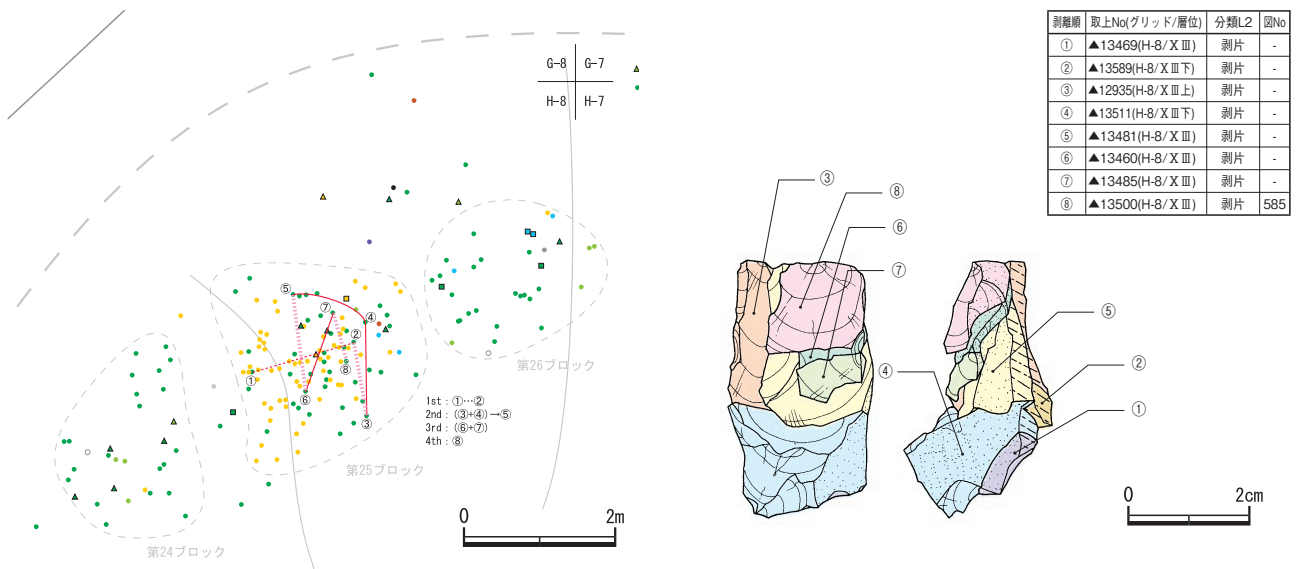 G-8 G-7
H-8 H-7
⑤
⑦
④
②
①
⑧
⑥
③
第26ブロック
1st : ①…②
2nd : (③+④)→⑤
3rd : (⑥+⑦)
4th : ⑧
第25ブロック
第24ブロック
0 2m
③
⑧
⑥
⑦
⑤
④
②
①
0 2cm
剥離順 取上No(グリッド/層位) 分類L2 図No
① ▲13469(H-8/ⅩⅢ) 剥片 -
② ▲13589(H-8/ⅩⅢ下) 剥片 -
③ ▲12935(H-8/ⅩⅢ上) 剥片 -
④ ▲13511(H-8/ⅩⅢ下) 剥片 -
⑤ ▲13481(H-8/ⅩⅢ) 剥片 -
⑥ ▲13460(H-8/ⅩⅢ) 剥片 -
⑦ ▲13485(H-8/ⅩⅢ) 剥片 -
⑧ ▲13500(H-8/ⅩⅢ) 剥片 585